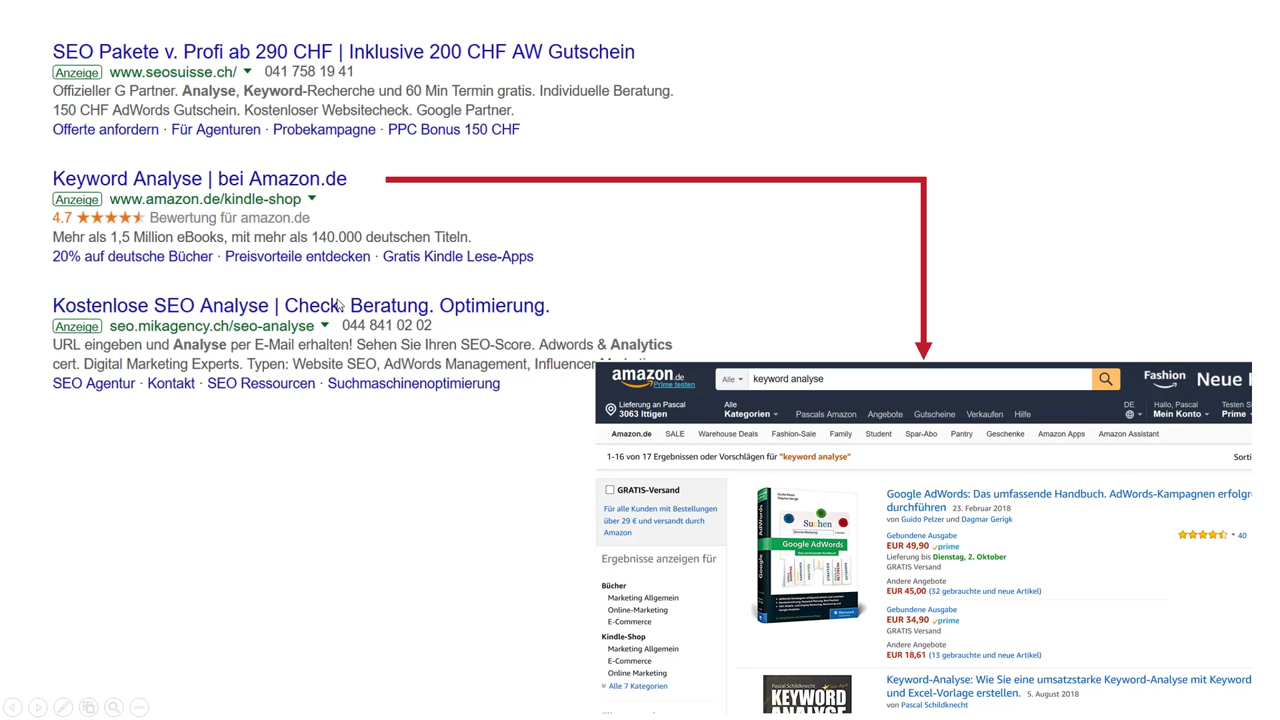 SEO Pakete v. Profi ab 290 CHF | Inklusive 200 CHF AW Gutschein
Anzeige www.seosuisse.ch/ 041 758 19 41
Offizieller G Partner. Analyse, Keyword-Recherche und 60 Min Termin gratis. Individuelle Beratung.
150 CHF AdWords Gutschein. Kostenloser Websitecheck. Google Partner.
Offerte anfordern · Für Agenturen · Probekampagne · PPC Bonus 150 CHF
Keyword Analyse | bei Amazon.de
Anzeige www.amazon.de/kindle-shop
4.7 Bewertung für amazon.de
Mehr als 1,5 Million eBooks, mit mehr als 140.000 deutschen Titeln.
20% auf deutsche Bücher · Preisvorteile entdecken · Gratis Kindle Lese-Apps
Kostenlose SEO Analyse | Check. Beratung. Optimierung.
Anzeige seo.mikagency.ch/seo-analyse 044 841 02 02
URL eingeben und Analyse per E-Mail erhalten! Sehen Sie Ihren SEO-Score. Adwords & Analytics
cert. Digital Marketing Experts. Typen: Website SEO, AdWords Management, Influencer
SEO Agentur · Kontakt · SEO Ressourcen · Suchmaschinenoptimierung
amazon.de
Prime testen
Alle keyword analyse
Fashion Neue
Lieferung an Pascal
3063 Ittigen
Alle
Kategorien Pascals Amazon Angebote Gutscheine Verkaufen Hilfe
DE Hallo, Pascal Testen S
Mein Konto Prime
Amazon.de SALE Warehouse Deals Fashion-Sale Family Student Spar-Abo Pantry Geschenke Amazon Apps Amazon Assistant
1-16 von 17 Ergebnissen oder Vorschlägen für "keyword analyse" Sorti
GRATIS-Versand
Für alle Kunden mit Bestellungen
über 29 € und versandt durch
Amazon
Ergebnisse anzeigen für
Bücher
Marketing Allgemein
Online-Marketing
E-Commerce
Kindle-Shop
Marketing Allgemein
E-Commerce
Online Marketing
Alle 7 Kategorien
Suchen
Google AdWords
Google AdWords: Das umfassende Handbuch. AdWords-Kampagnen erfolgre
durchführen 23. Februar 2018
von Guido Pelzer und Dagmar Gerigk
Gebundene Ausgabe
EUR 49,90 prime
Lieferung bis Dienstag, 2. Oktober
GRATIS Versand
Andere Angebote
EUR 45,00 (32 gebrauchte und neue Artikel)
40
Gebundene Ausgabe
EUR 34,90 prime
GRATIS Versand
Andere Angebote
EUR 18,61 (13 gebrauchte und neue Artikel)
Pascal Schildknecht
KEYWORD
Keyword-Analyse: Wie Sie eine umsatzstarke Keyword-Analyse mit Keyword
und Excel-Vorlage erstellen. 5. August 2018
von Pascal Schildknecht